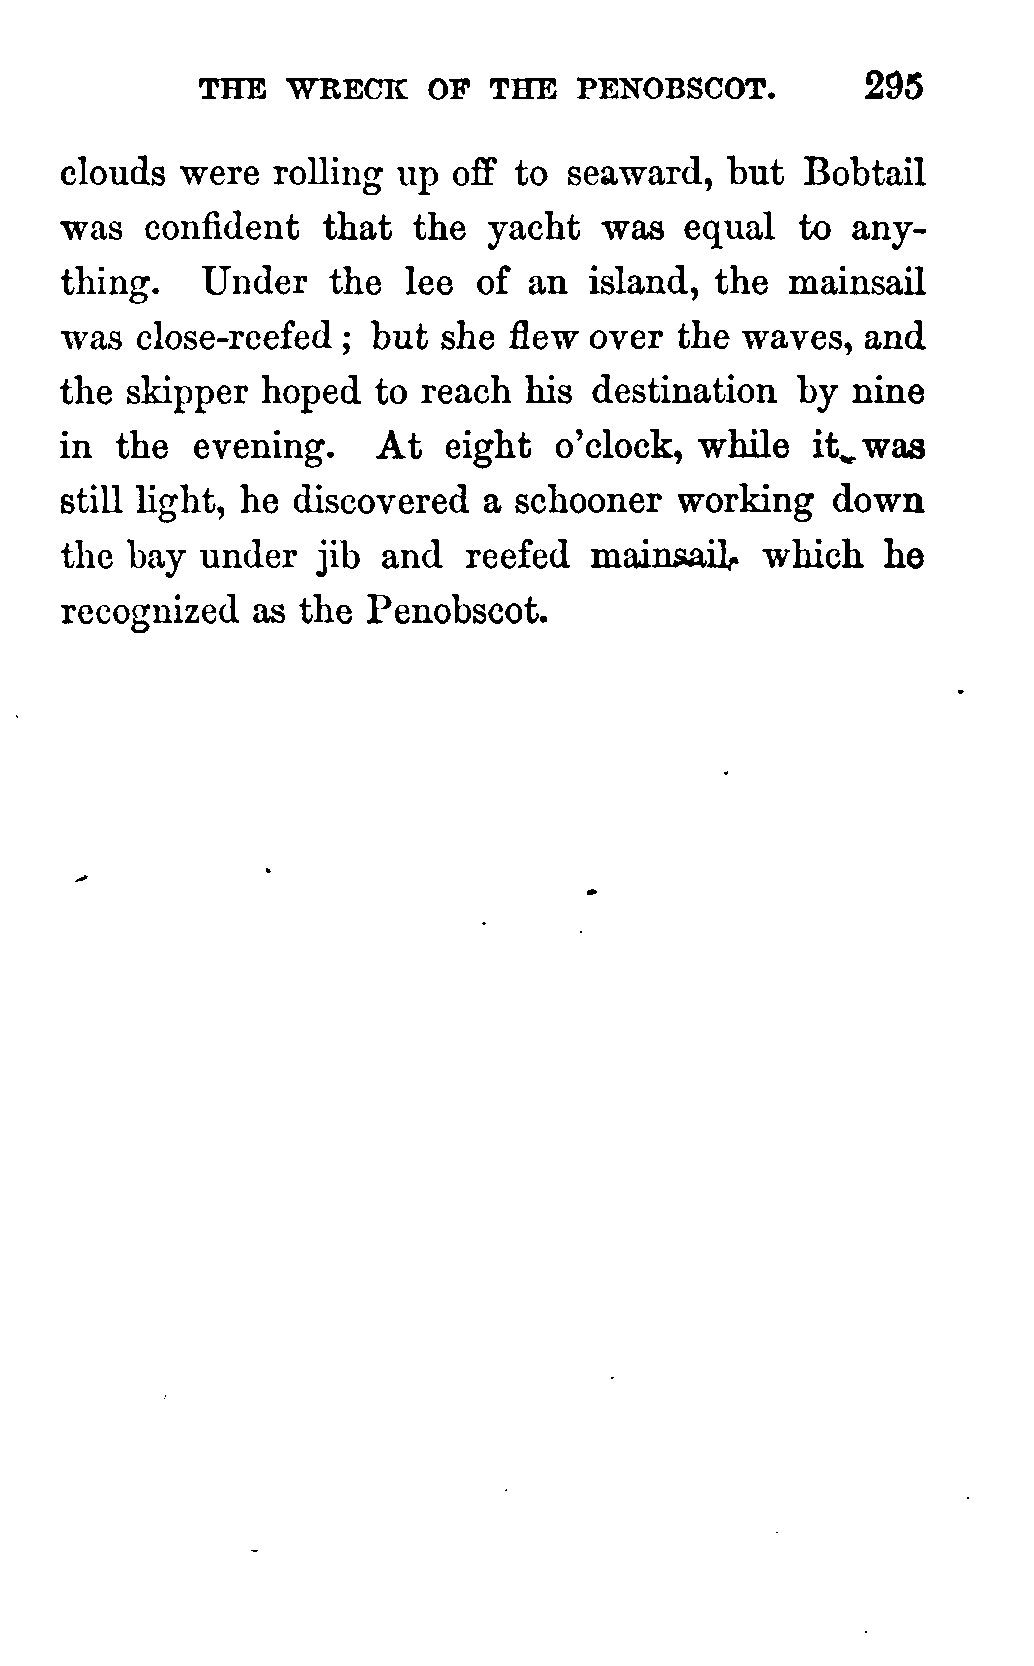 THE WRECK OF THE PENOBSCOT. 295
clouds were rolling up off to seaward, but Bobtail
was confident that the yacht was equal to any-
thing. Under the lee of an island, the mainsail
was close-reefed; but she flew over the waves, and
the skipper hoped to reach his destination by nine
in the evening. At eight o'clock, while it was
still light, he discovered a schooner working down
the bay under jib and reefed mainsail, which he
recognized as the Penobscot.